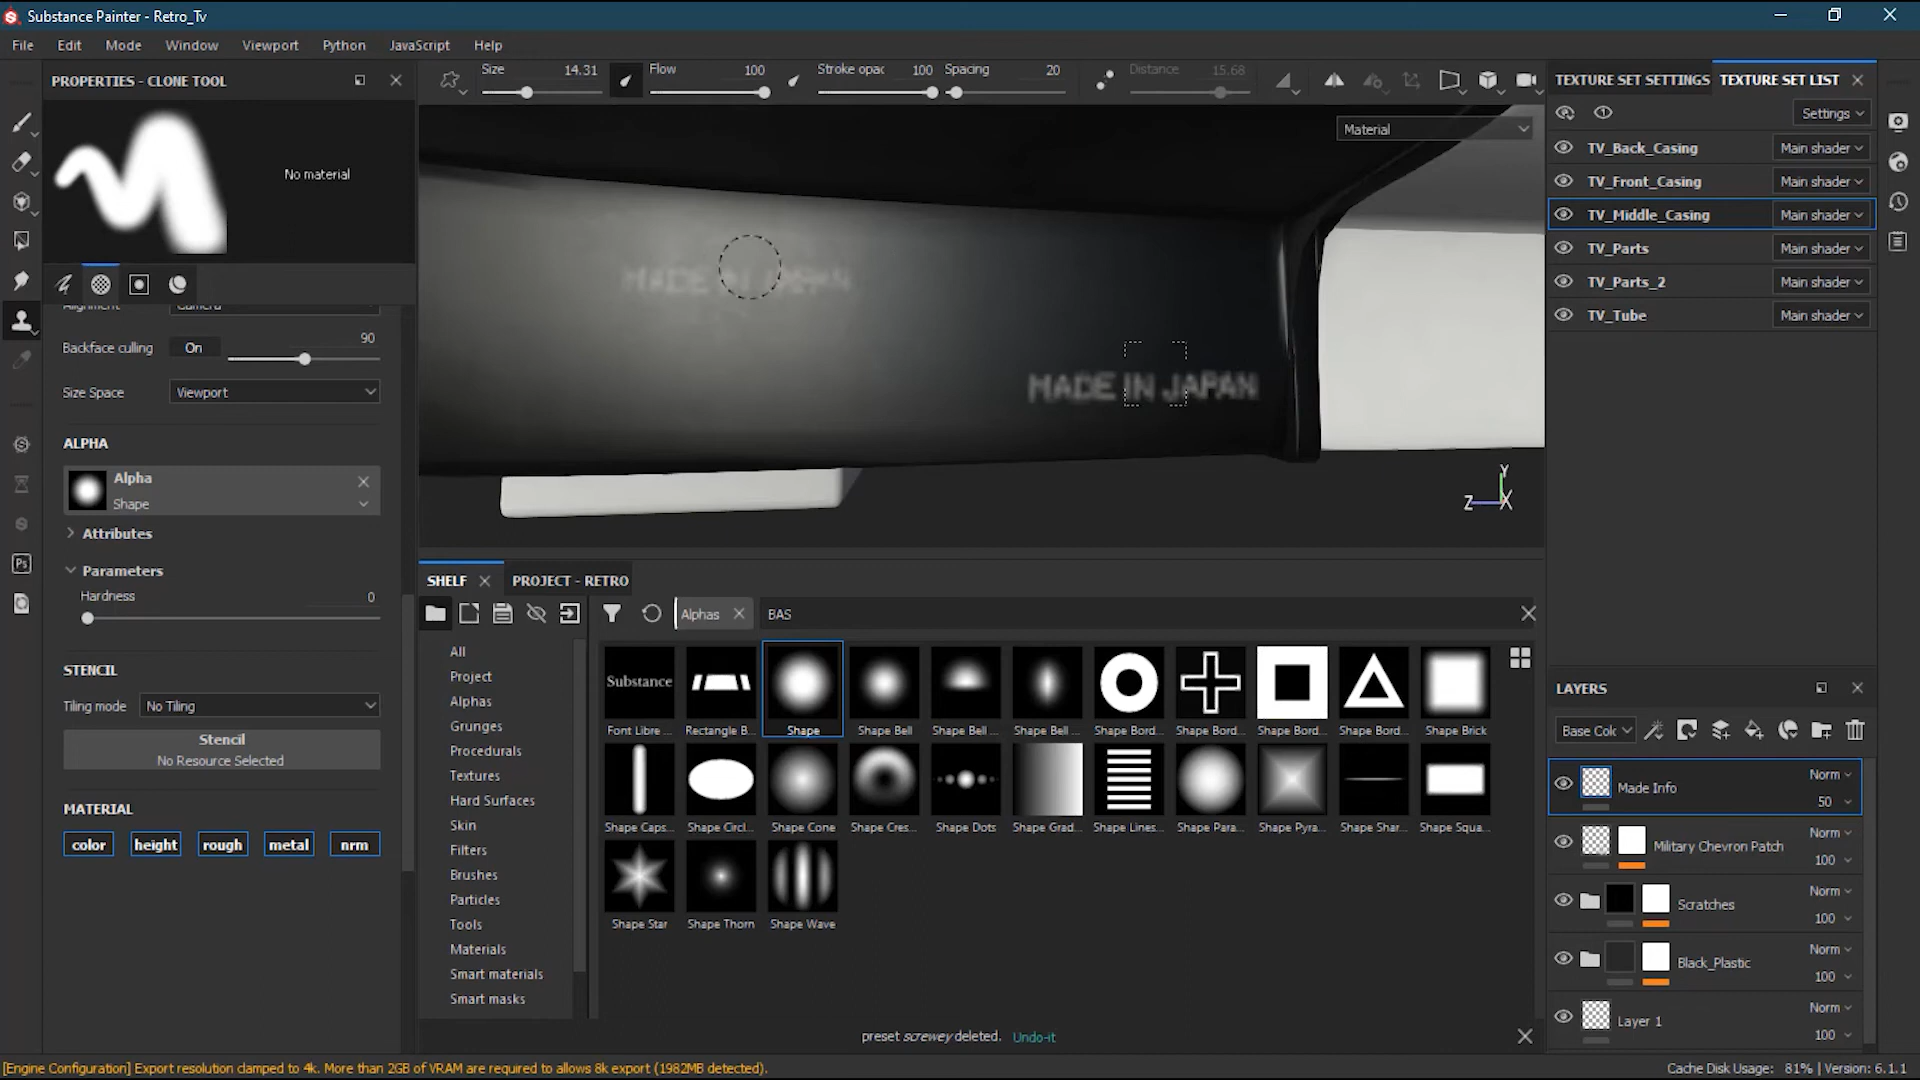 Substance Painter - Retro_Tv
File Edit Mode Window Viewport Python JavaScript Help
PROPERTIES - CLONE TOOL
No material
Backface culling On 90
Size Space Viewport
ALPHA
Alpha
Shape
Attributes
Parameters
Hardness 0
STENCIL
Tiling mode No Tiling
Stencil
No Resource Selected
MATERIAL
color height rough metal nrm
Size 14.31 Flow 100 Stroke opac 100 Spacing 20 Distance 15.68
Material
MADE IN JAPAN
MADE IN JAPAN
Y
Z X
SHELF PROJECT - RETRO
Alphas BAS
All
Project
Alphas
Grunges
Procedurals
Textures
Hard Surfaces
Skin
Filters
Brushes
Particles
Tools
Materials
Smart materials
Smart masks
Substance
Font Libre ... Rectangle B... Shape Shape Bell Shape Bell ... Shape Bell ... Shape Bord... Shape Bord... Shape Bord... Shape Bord... Shape Brick
Shape Caps... Shape Circl... Shape Cone Shape Cres... Shape Dots Shape Grad... Shape Lines... Shape Para... Shape Pyra... Shape Shar... Shape Squa...
Shape Star Shape Thorn Shape Wave
preset screwey deleted. Undo-it
TEXTURE SET SETTINGS TEXTURE SET LIST
Settings
TV_Back_Casing Main shader
TV_Front_Casing Main shader
TV_Middle_Casing Main shader
TV_Parts Main shader
TV_Parts_2 Main shader
TV_Tube Main shader
LAYERS
Base Col
Made Info Norm 50
Military Chevron Patch Norm 100
Scratches Norm 100
Black_Plastic Norm 100
Layer 1 Norm 100
Ps
[Engine Configuration] Export resolution clamped to 4k. More than 2GB of VRAM are required to allows 8k export (1982MB detected).
Cache Disk Usage: 81% | Version: 6.1.1